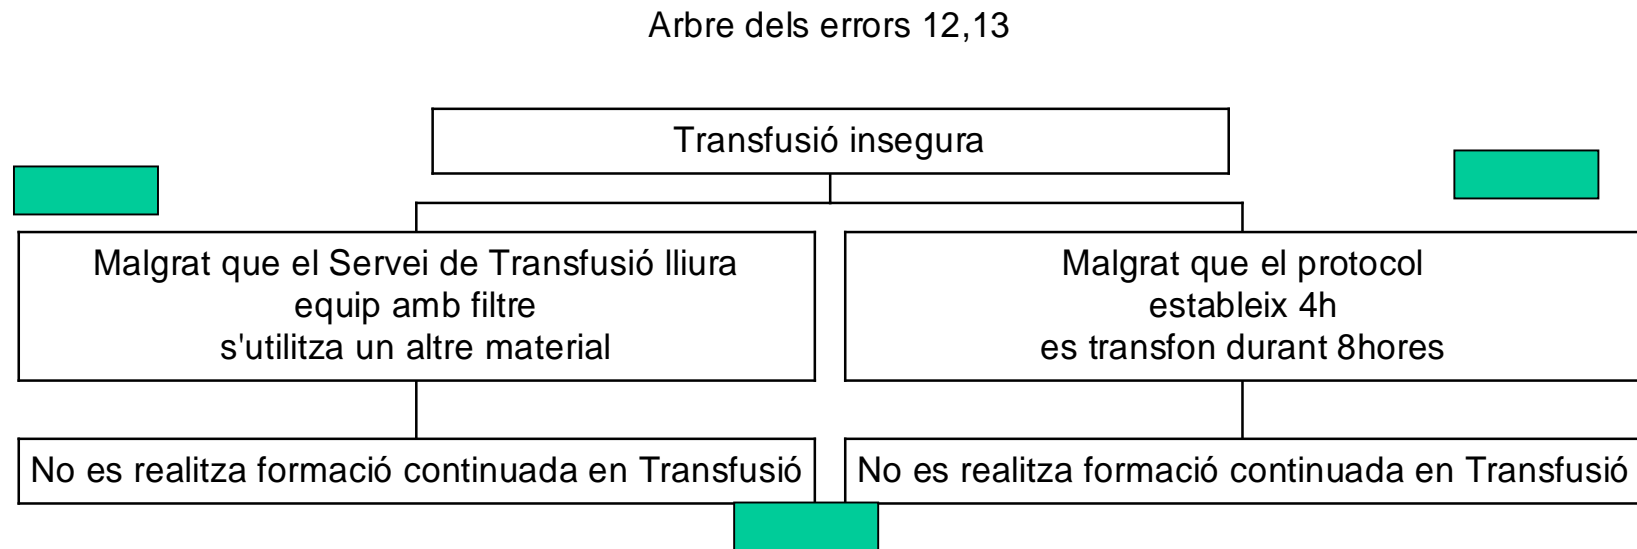 Arbre dels errors 12,13
Transfusió insegura
Malgrat que el Servei de Transfusió lliura
equip amb filtre
s'utilitza un altre material
Malgrat que el protocol
estableix 4h
es transfon durant 8hores
No es realitza formació continuada en Transfusió
No es realitza formació continuada en Transfusió